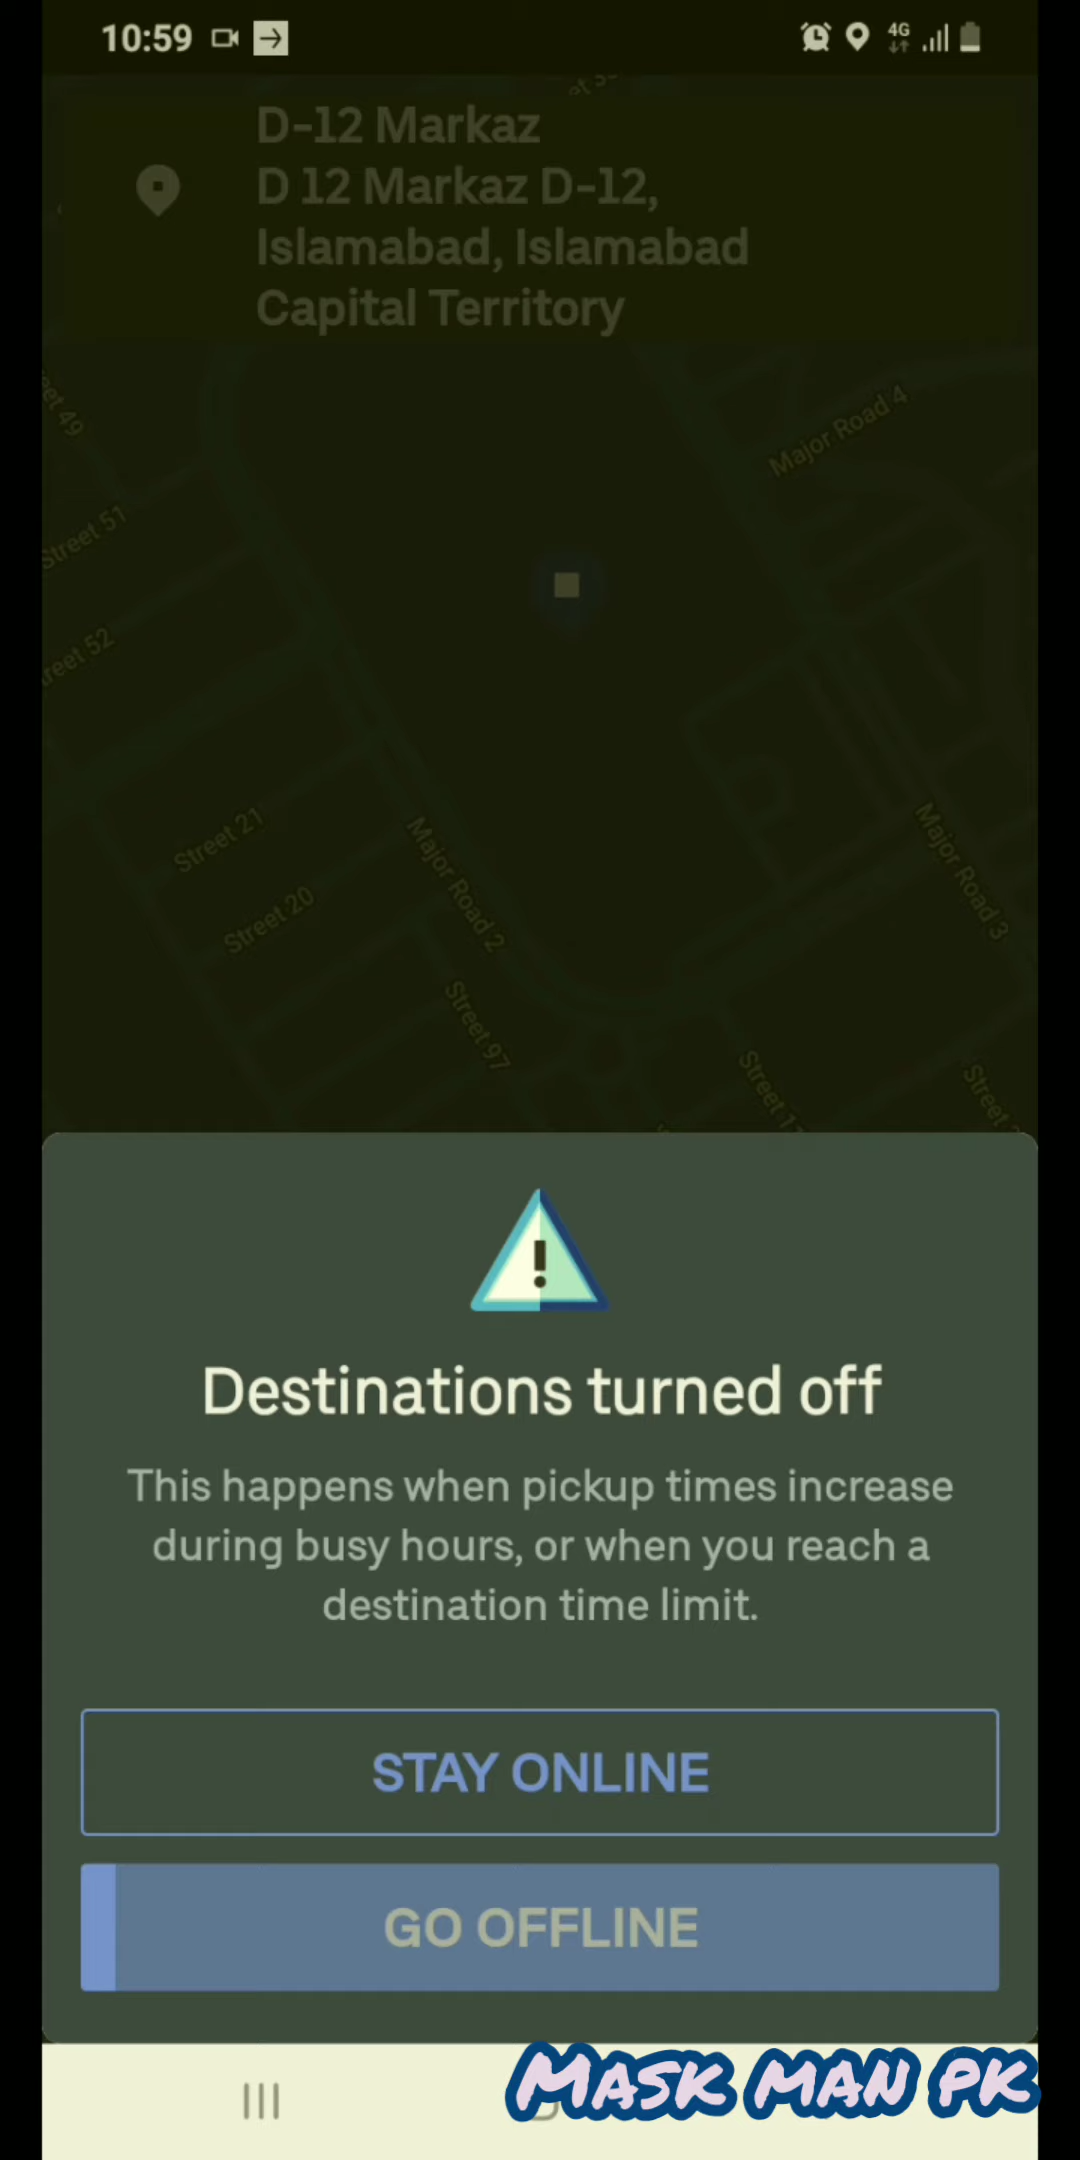 10:59
4G
D-12 Markaz
D 12 Markaz D-12,
Islamabad, Islamabad
Capital Territory
Major Road 4
Street 51
Street 21
Street 20
Major Road 2
Major Road 3
Street 97
Destinations turned off
This happens when pickup times increase
during busy hours, or when you reach a
destination time limit.
STAY ONLINE
GO OFFLINE
MASK MAN PK